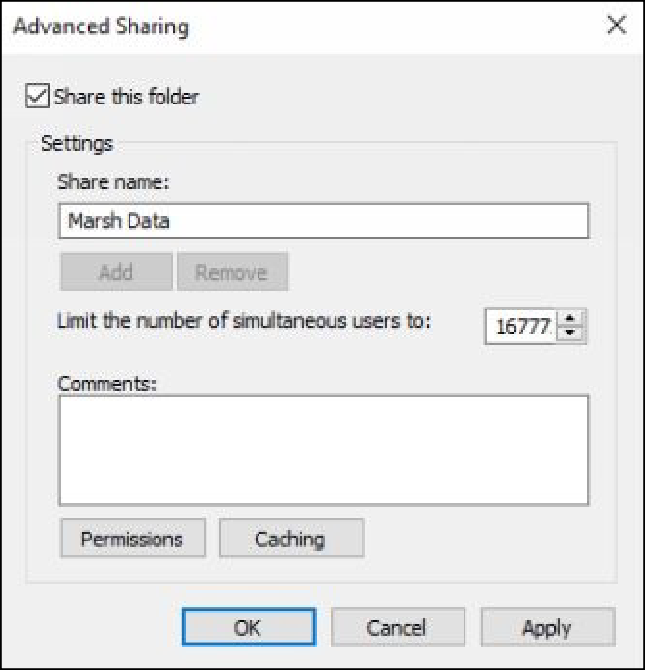 Advanced Sharing
Share this folder
Settings
Share name:
Marsh Data
Add Remove
Limit the number of simultaneous users to: 16777
Comments:
Permissions Caching
OK Cancel Apply